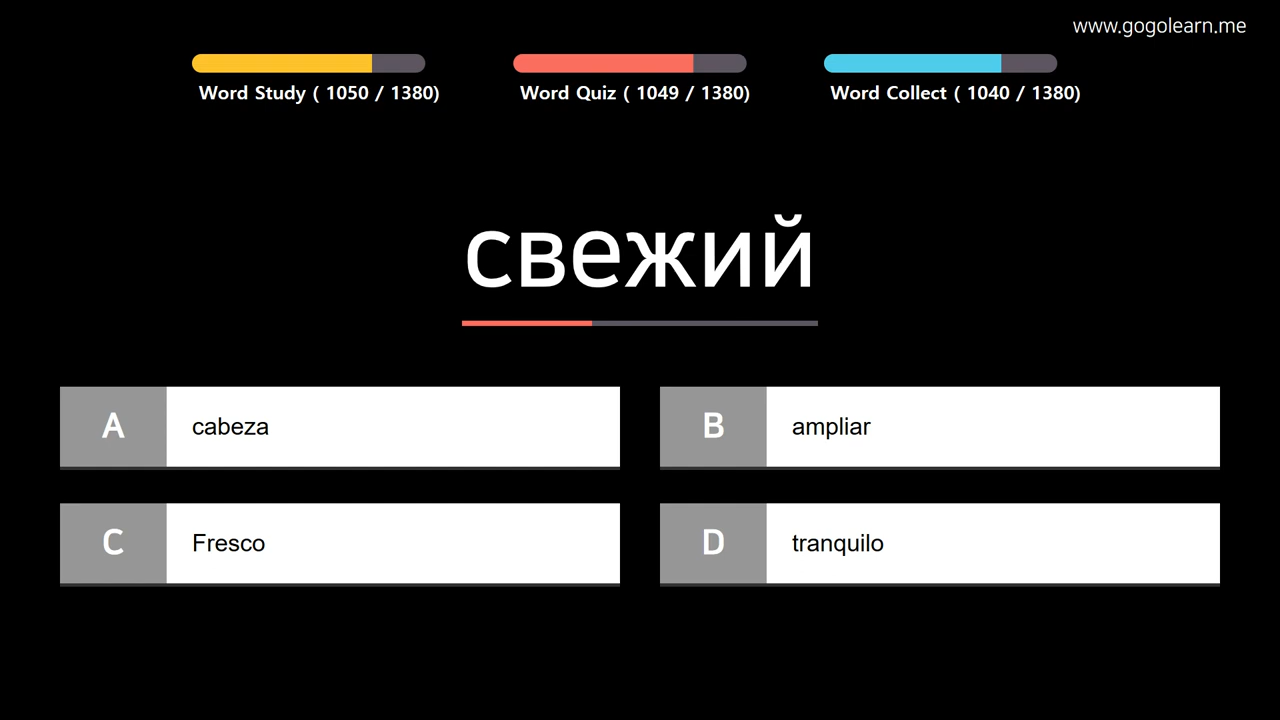 www.gogolearn.me
Word Study ( 1050 / 1380)
Word Quiz ( 1049 / 1380)
Word Collect ( 1040 / 1380)
свежий
A cabeza
B ampliar
C Fresco
D tranquilo